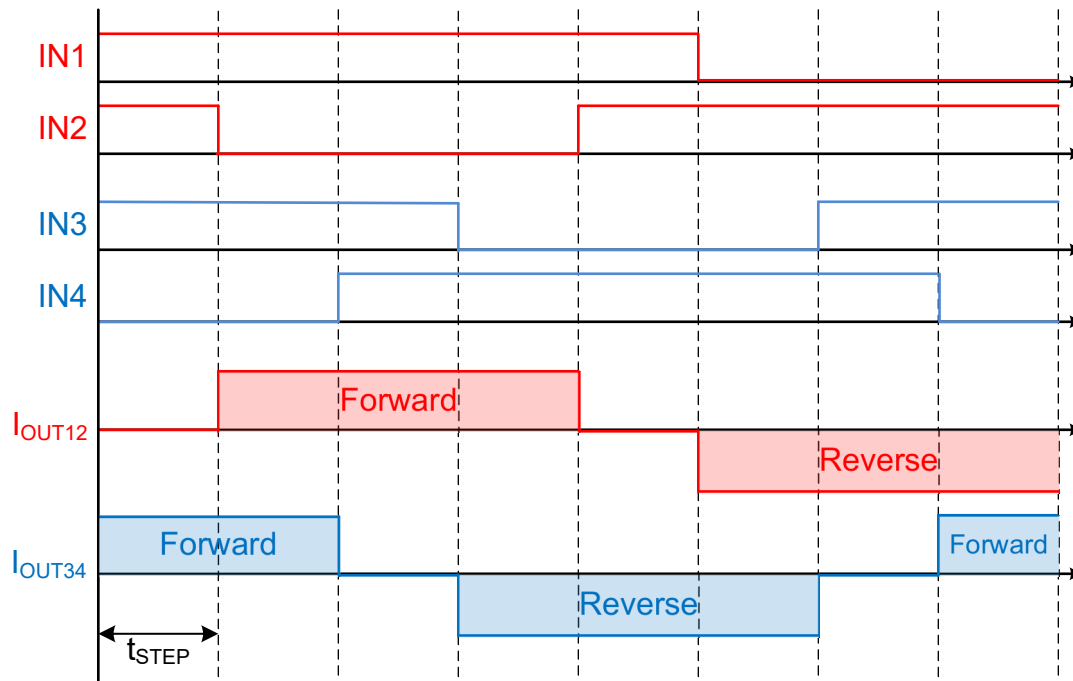 IN1
IN2
IN3
IN4
Forward
IOUT12
Reverse
Forward
Forward
IOUT34
Reverse
tSTEP